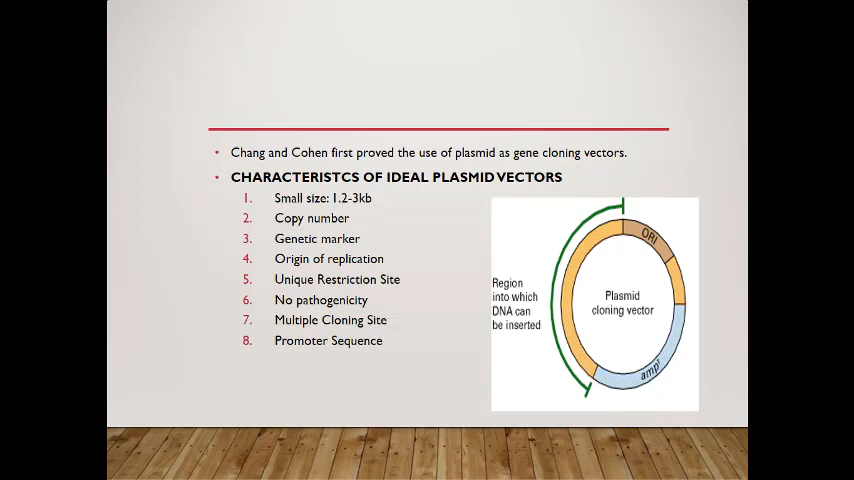 • Chang and Cohen first proved the use of plasmid as gene cloning vectors.
• CHARACTERISTCS OF IDEAL PLASMID VECTORS
1. Small size: 1.2-3kb
2. Copy number
3. Genetic marker
4. Origin of replication
5. Unique Restriction Site
6. No pathogenicity
7. Multiple Cloning Site
8. Promoter Sequence
Region
into which
DNA can
be inserted
ORI
Plasmid
cloning vector
ampʳ